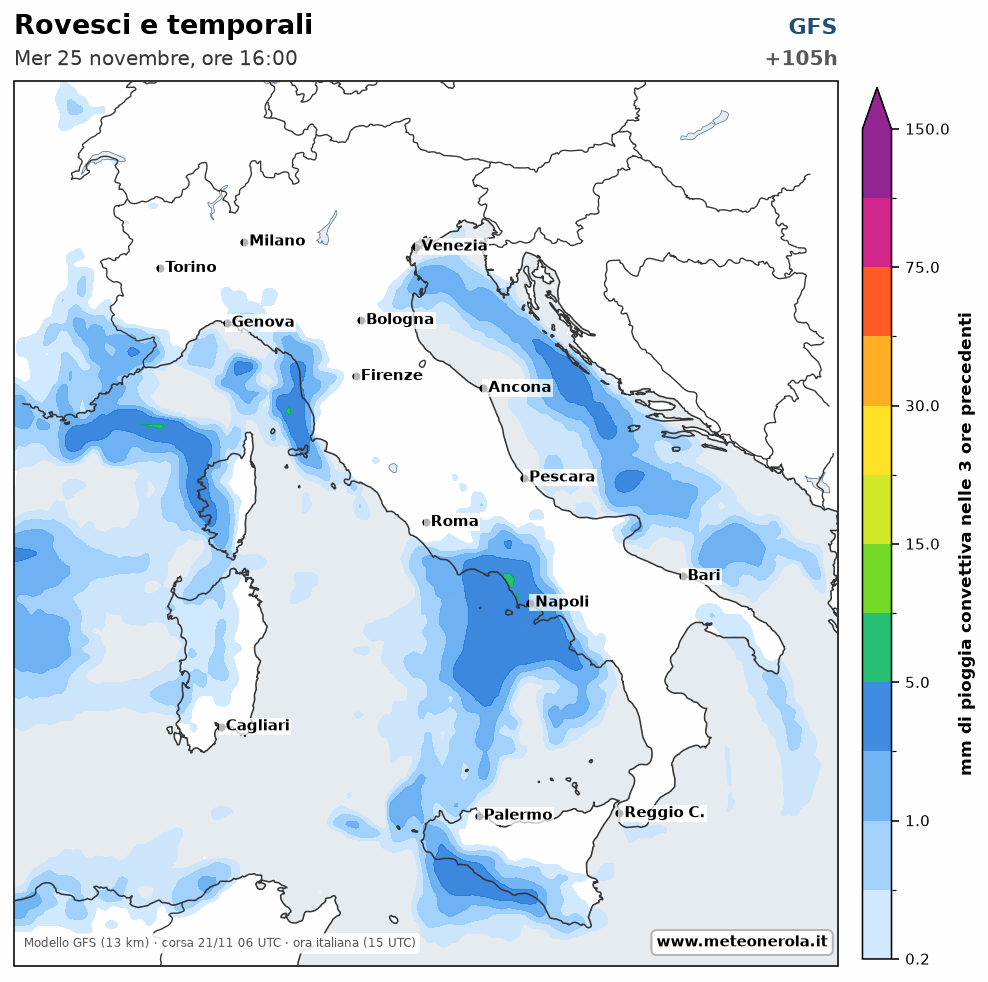 Rovesci e temporali
GFS
Mer 25 novembre, ore 16:00
+105h
150.0
75.0
30.0
15.0
5.0
1.0
0.2
mm di pioggia convettiva nelle 3 ore precedenti
Milano
Venezia
Torino
Genova
Bologna
Firenze
Ancona
Pescara
Roma
Bari
Napoli
Cagliari
Palermo
Reggio C.
Modello GFS (13 km) · corsa 21/11 06 UTC · ora italiana (15 UTC)
www.meteonerola.it